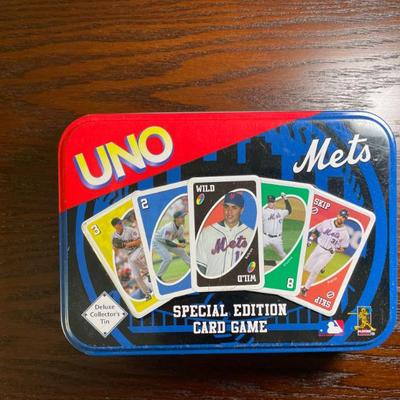 UNO
Mets
WILD
2
3
SKIP
Mets
8
WILD
SKIP
Deluxe
Collector's
Tin
SPECIAL EDITION
CARD GAME